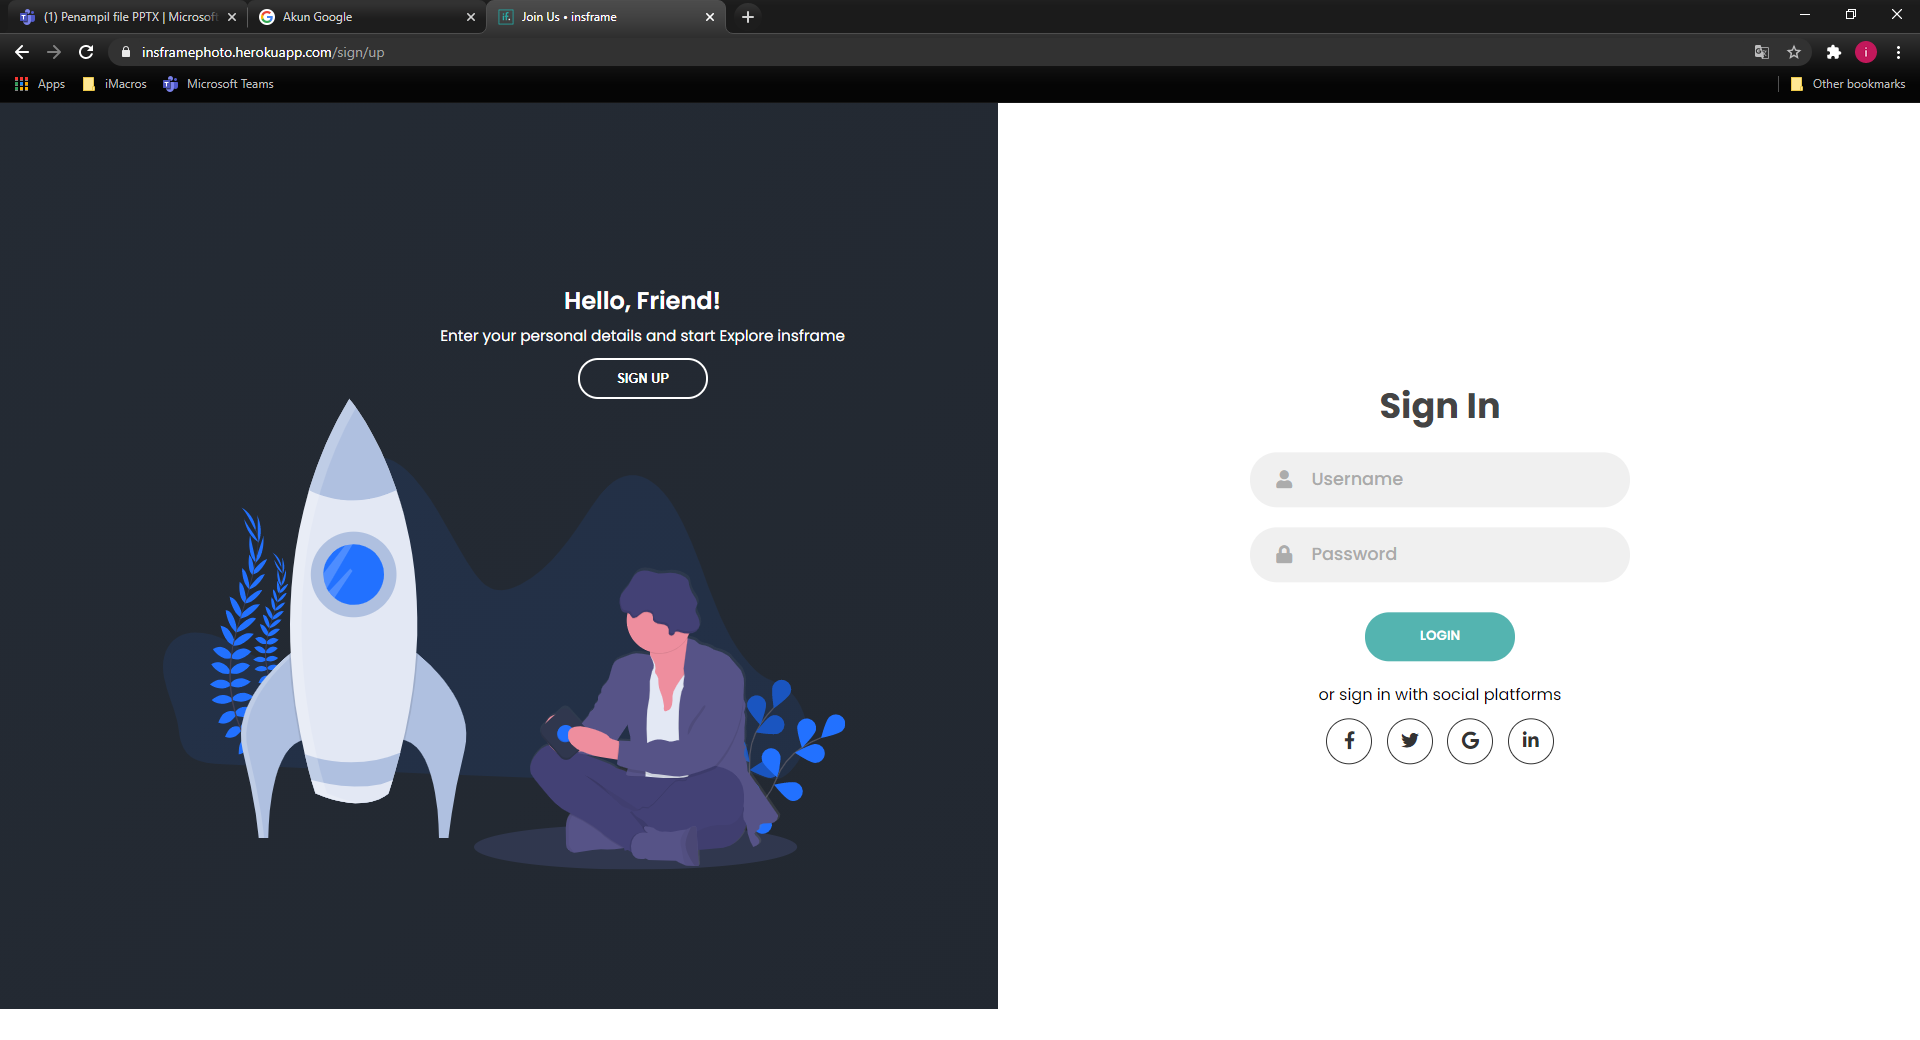 (1) Penampil file PPTX | Microsoft
Akun Google
Join Us • insframe
insframephoto.herokuapp.com/sign/up
i
Apps
iMacros
Microsoft Teams
Other bookmarks
Hello, Friend!
Enter your personal details and start Explore insframe
SIGN UP
Sign In
Username
Password
LOGIN
or sign in with social platforms